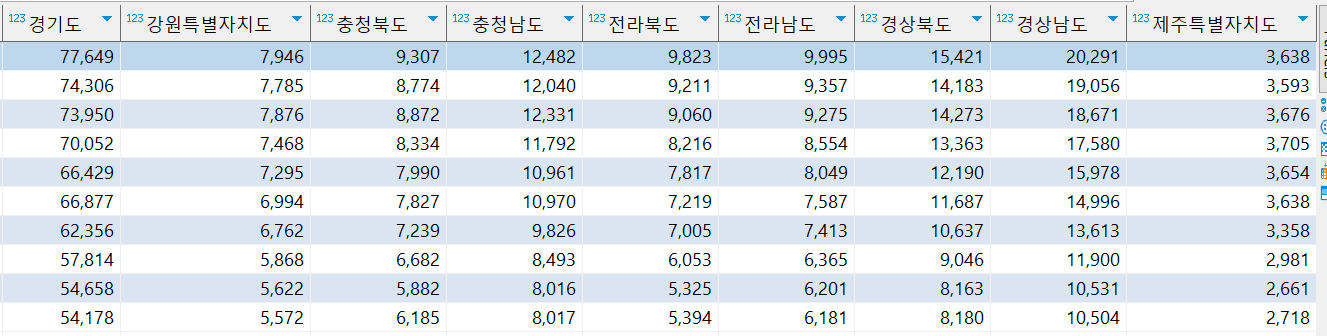 123 경기도 123 강원특별자치도 123 충청북도 123 충청남도 123 전라북도 123 전라남도 123 경상북도 123 경상남도 123 제주특별자치도
77,649 7,946 9,307 12,482 9,823 9,995 15,421 20,291 3,638
74,306 7,785 8,774 12,040 9,211 9,357 14,183 19,056 3,593
73,950 7,876 8,872 12,331 9,060 9,275 14,273 18,671 3,676
70,052 7,468 8,334 11,792 8,216 8,554 13,363 17,580 3,705
66,429 7,295 7,990 10,961 7,817 8,049 12,190 15,978 3,654
66,877 6,994 7,827 10,970 7,219 7,587 11,687 14,996 3,638
62,356 6,762 7,239 9,826 7,005 7,413 10,637 13,613 3,358
57,814 5,868 6,682 8,493 6,053 6,365 9,046 11,900 2,981
54,658 5,622 5,882 8,016 5,325 6,201 8,163 10,531 2,661
54,178 5,572 6,185 8,017 5,394 6,181 8,180 10,504 2,718